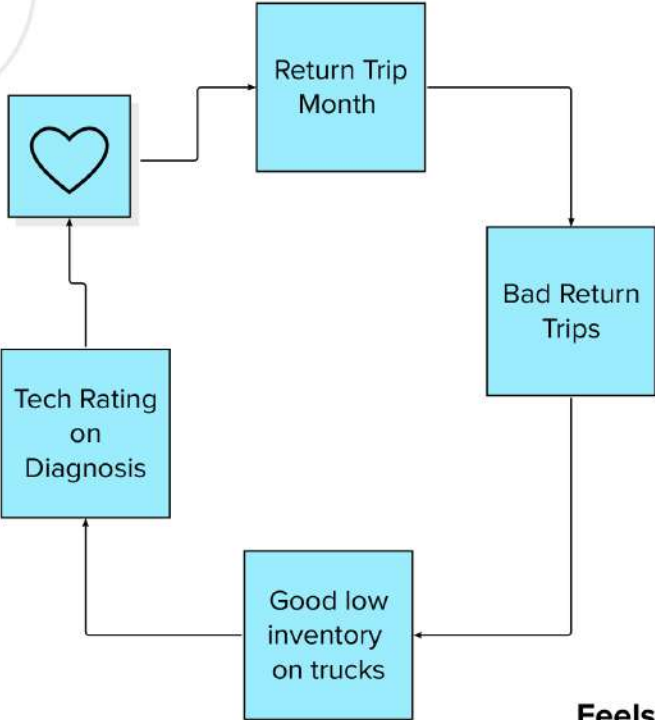 Return Trip
Month
Bad Return
Trips
Good low
inventory
on trucks
Tech Rating
on
Diagnosis
Feels